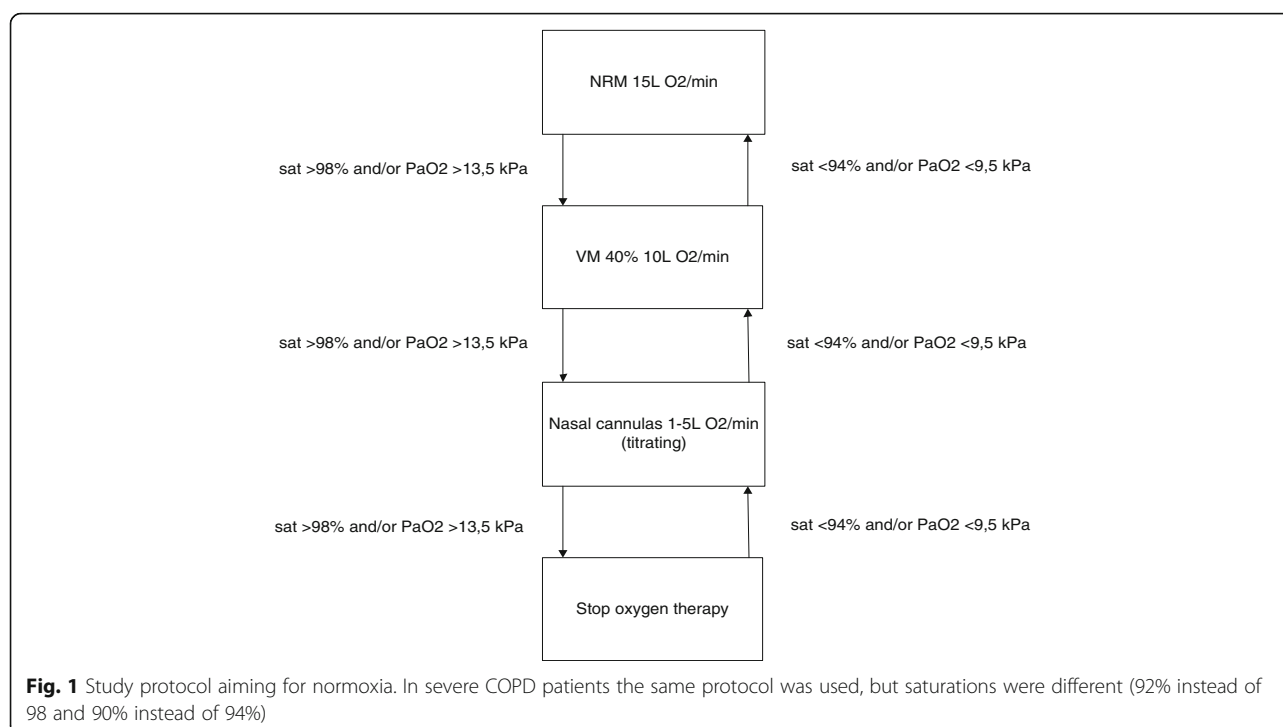 NRM 15L O2/min
sat >98% and/or PaO2 >13,5 kPa
sat <94% and/or PaO2 <9,5 kPa
VM 40% 10L O2/min
sat >98% and/or PaO2 >13,5 kPa
sat <94% and/or PaO2 <9,5 kPa
Nasal cannulas 1-5L O2/min
(titrating)
sat >98% and/or PaO2 >13,5 kPa
sat <94% and/or PaO2 <9,5 kPa
Stop oxygen therapy
Fig. 1 Study protocol aiming for normoxia. In severe COPD patients the same protocol was used, but saturations were different (92% instead of
98 and 90% instead of 94%)